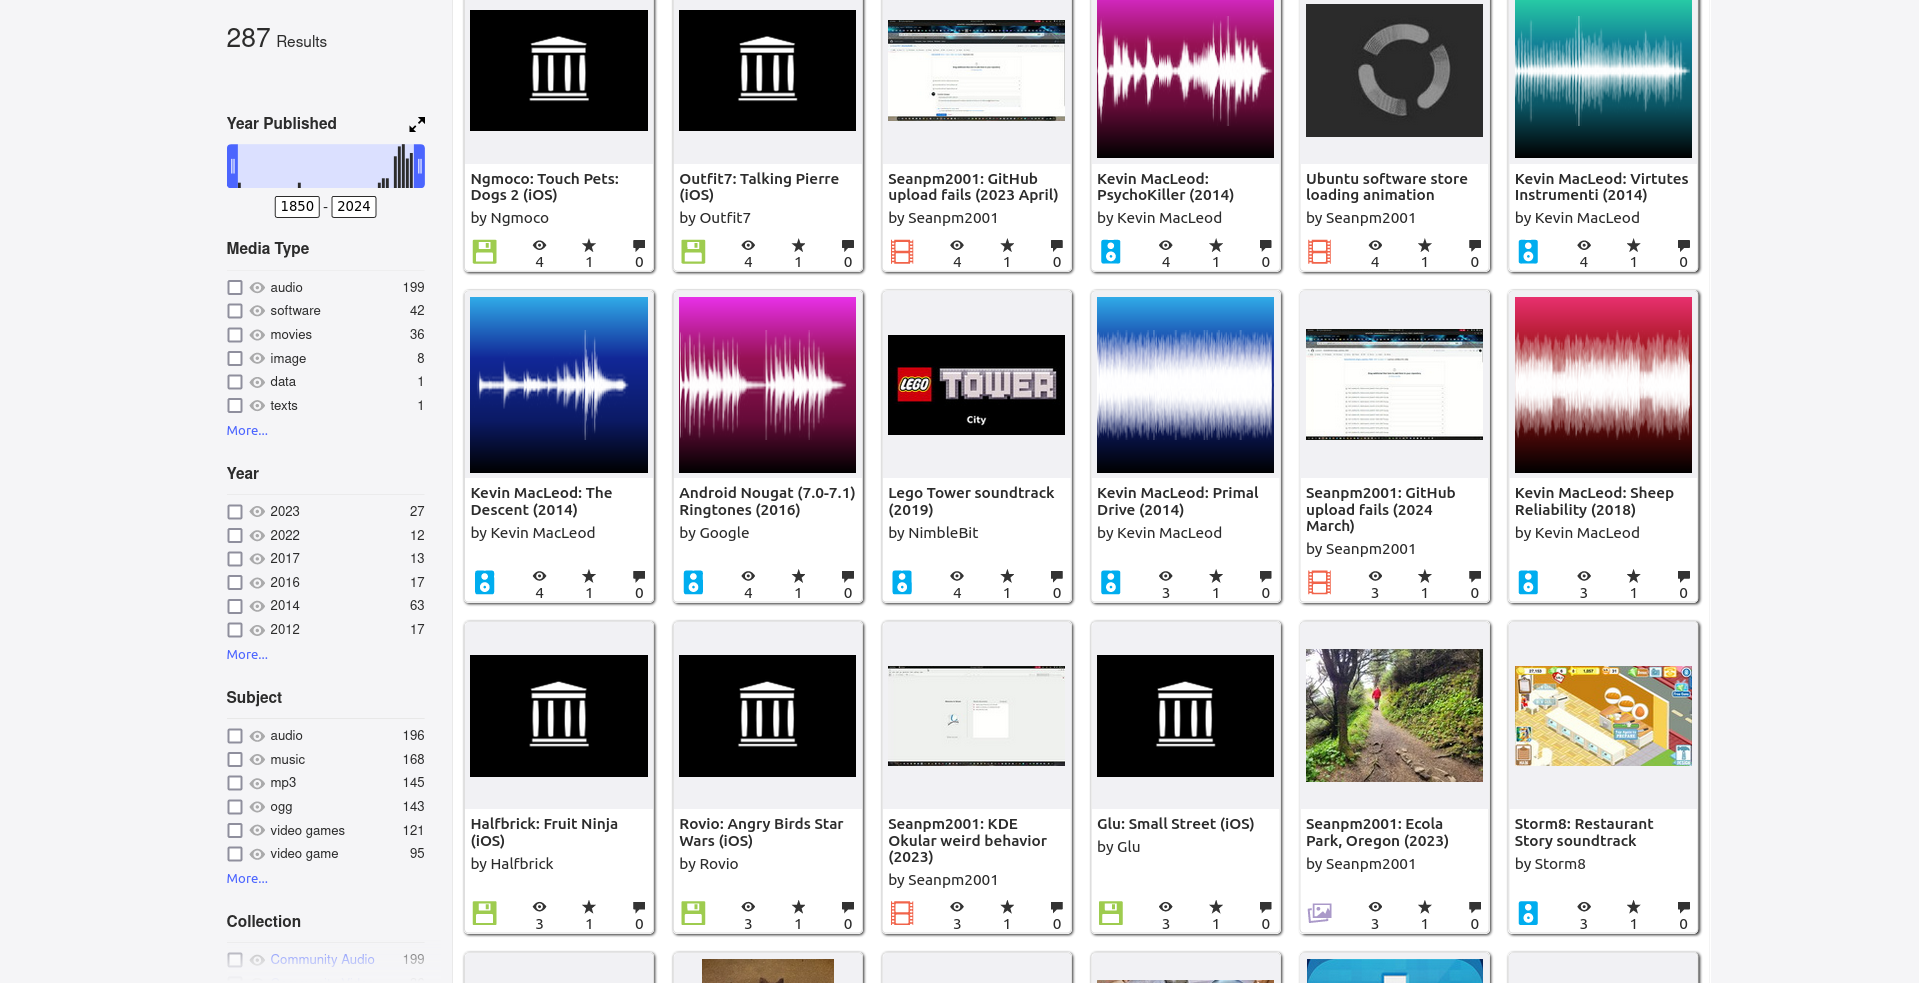 287 Results
Year Published
1850 - 2024
Media Type
audio 199
software 42
movies 36
image 8
data 1
texts 1
More...
Year
2023 27
2022 12
2017 13
2016 17
2014 63
2012 17
More...
Subject
audio 196
music 168
mp3 145
ogg 143
video games 121
video game 95
More...
Collection
Community Audio 199
Ngmoco: Touch Pets:
Dogs 2 (iOS)
by Ngmoco
4 1 0
Outfit7: Talking Pierre
(iOS)
by Outfit7
4 1 0
Seanpm2001: GitHub
upload fails (2023 April)
by Seanpm2001
4 1 0
Kevin MacLeod:
PsychoKiller (2014)
by Kevin MacLeod
4 1 0
Ubuntu software store
loading animation
by Seanpm2001
4 1 0
Kevin MacLeod: Virtutes
Instrumenti (2014)
by Kevin MacLeod
4 1 0
Kevin MacLeod: The
Descent (2014)
by Kevin MacLeod
4 1 0
Android Nougat (7.0-7.1)
Ringtones (2016)
by Google
4 1 0
LEGO TOWER
City
Lego Tower soundtrack
(2019)
by NimbleBit
4 1 0
Kevin MacLeod: Primal
Drive (2014)
by Kevin MacLeod
3 1 0
Seanpm2001: GitHub
upload fails (2024
March)
by Seanpm2001
3 1 0
Kevin MacLeod: Sheep
Reliability (2018)
by Kevin MacLeod
3 1 0
Halfbrick: Fruit Ninja
(iOS)
by Halfbrick
3 1 0
Rovio: Angry Birds Star
Wars (iOS)
by Rovio
3 1 0
Seanpm2001: KDE
Okular weird behavior
(2023)
by Seanpm2001
3 1 0
Glu: Small Street (iOS)
by Glu
3 1 0
Seanpm2001: Ecola
Park, Oregon (2023)
by Seanpm2001
3 1 0
Storm8: Restaurant
Story soundtrack
by Storm8
3 1 0